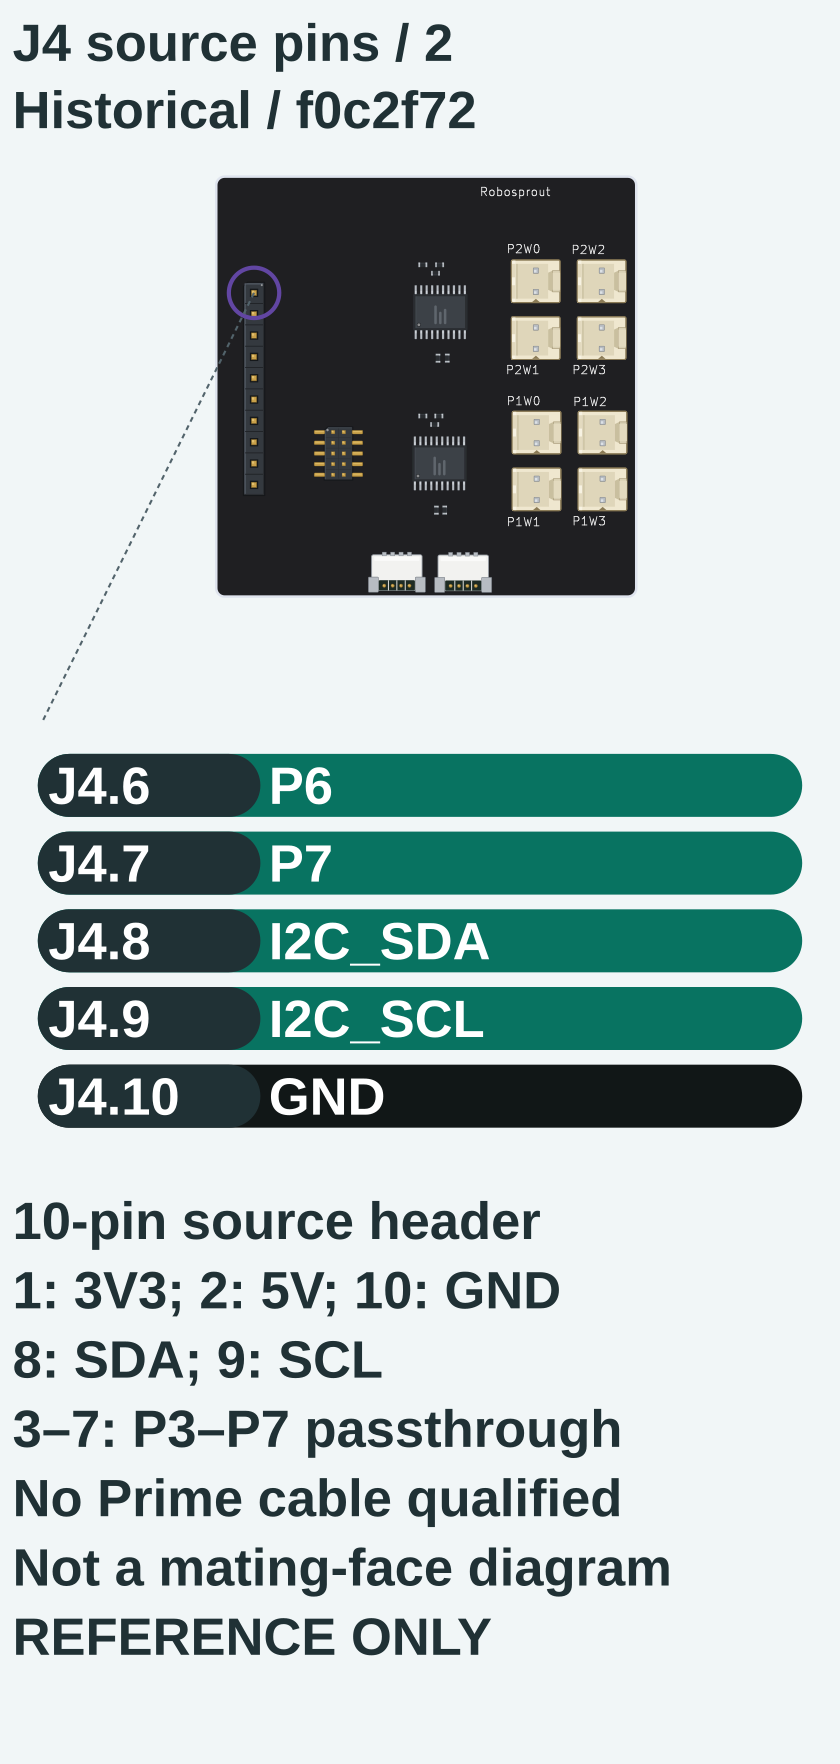 J4 source pins / 2
Historical / f0c2f72
Robosprout
P2W0 P2W2
P2W1 P2W3
P1W0 P1W2
P1W1 P1W3
J4.6 P6
J4.7 P7
J4.8 I2C_SDA
J4.9 I2C_SCL
J4.10 GND
10-pin source header
1: 3V3; 2: 5V; 10: GND
8: SDA; 9: SCL
3–7: P3–P7 passthrough
No Prime cable qualified
Not a mating-face diagram
REFERENCE ONLY